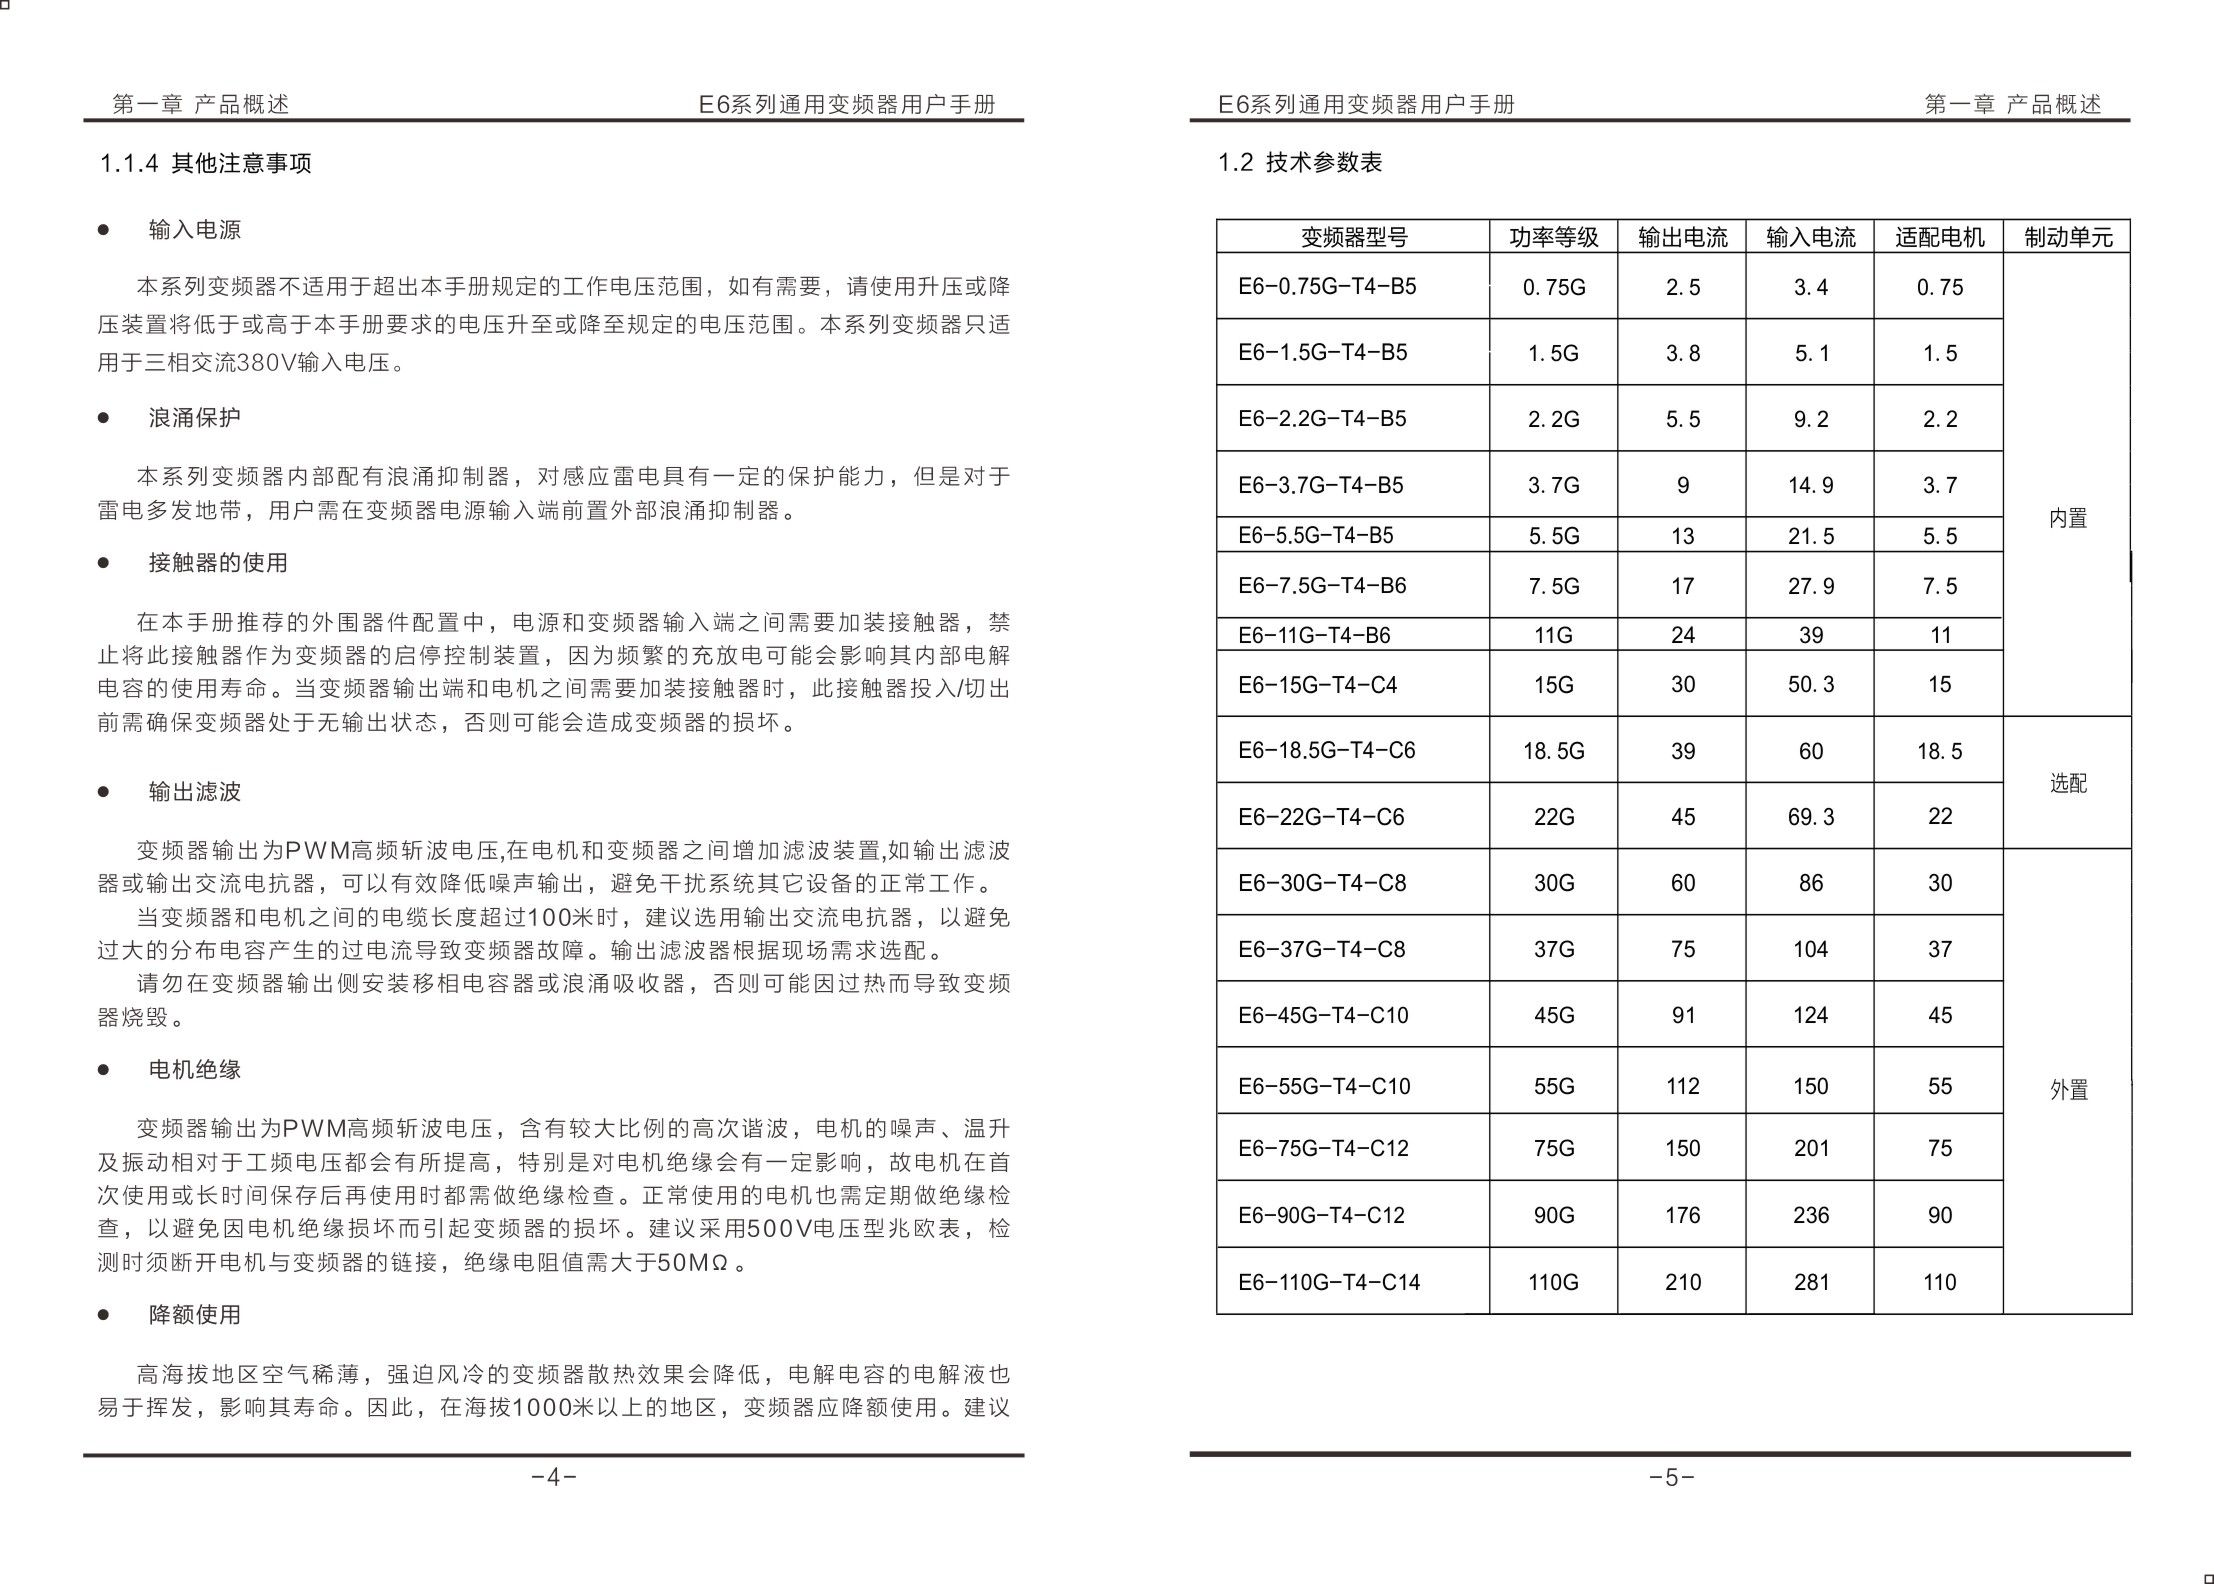 第一章 产品概述 E6系列通用变频器用户手册
1.1.4 其他注意事项
● 输入电源
本系列变频器不适用于超出本手册规定的工作电压范围，如有需要，请使用升压或降
压装置将低于或高于本手册要求的电压升至或降至规定的电压范围。本系列变频器只适
用于三相交流380V输入电压。
● 浪涌保护
本系列变频器内部配有浪涌抑制器，对感应雷电具有一定的保护能力，但是对于
雷电多发地带，用户需在变频器电源输入端前置外部浪涌抑制器。
● 接触器的使用
在本手册推荐的外围器件配置中，电源和变频器输入端之间需要加装接触器，禁
止将此接触器作为变频器的启停控制装置，因为频繁的充放电可能会影响其内部电解
电容的使用寿命。当变频器输出端和电机之间需要加装接触器时，此接触器投入/切出
前需确保变频器处于无输出状态，否则可能会造成变频器的损坏。
● 输出滤波
变频器输出为PWM高频斩波电压,在电机和变频器之间增加滤波装置,如输出滤波
器或输出交流电抗器，可以有效降低噪声输出，避免干扰系统其它设备的正常工作。
当变频器和电机之间的电缆长度超过100米时，建议选用输出交流电抗器，以避免
过大的分布电容产生的过电流导致变频器故障。输出滤波器根据现场需求选配。
请勿在变频器输出侧安装移相电容器或浪涌吸收器，否则可能因过热而导致变频
器烧毁。
● 电机绝缘
变频器输出为PWM高频斩波电压，含有较大比例的高次谐波，电机的噪声、温升
及振动相对于工频电压都会有所提高，特别是对电机绝缘会有一定影响，故电机在首
次使用或长时间保存后再使用时都需做绝缘检查。正常使用的电机也需定期做绝缘检
查，以避免因电机绝缘损坏而引起变频器的损坏。建议采用500V电压型兆欧表，检
测时须断开电机与变频器的链接，绝缘电阻值需大于50MΩ。
● 降额使用
高海拔地区空气稀薄，强迫风冷的变频器散热效果会降低，电解电容的电解液也
易于挥发，影响其寿命。因此，在海拔1000米以上的地区，变频器应降额使用。建议
-4-
E6系列通用变频器用户手册 第一章 产品概述
1.2 技术参数表
变频器型号 功率等级 输出电流 输入电流 适配电机 制动单元
E6-0.75G-T4-B5 0.75G 2.5 3.4 0.75
E6-1.5G-T4-B5 1.5G 3.8 5.1 1.5
E6-2.2G-T4-B5 2.2G 5.5 9.2 2.2
E6-3.7G-T4-B5 3.7G 9 14.9 3.7
内置
E6-5.5G-T4-B5 5.5G 13 21.5 5.5
E6-7.5G-T4-B6 7.5G 17 27.9 7.5
E6-11G-T4-B6 11G 24 39 11
E6-15G-T4-C4 15G 30 50.3 15
E6-18.5G-T4-C6 18.5G 39 60 18.5
选配
E6-22G-T4-C6 22G 45 69.3 22
E6-30G-T4-C8 30G 60 86 30
E6-37G-T4-C8 37G 75 104 37
E6-45G-T4-C10 45G 91 124 45
E6-55G-T4-C10 55G 112 150 55
外置
E6-75G-T4-C12 75G 150 201 75
E6-90G-T4-C12 90G 176 236 90
E6-110G-T4-C14 110G 210 281 110
-5-